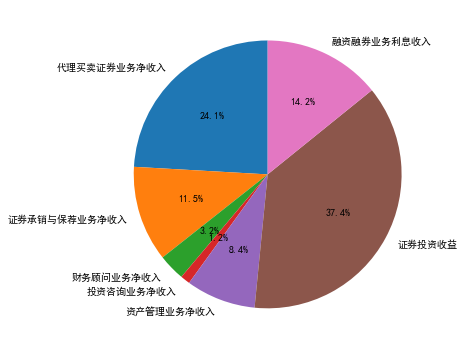 融资融券业务利息收入
代理买卖证券业务净收入
14.2%
24.1%
11.5%
37.4%
证券承销与保荐业务净收入
3.2%
1.2%
证券投资收益
8.4%
财务顾问业务净收入
投资咨询业务净收入
资产管理业务净收入